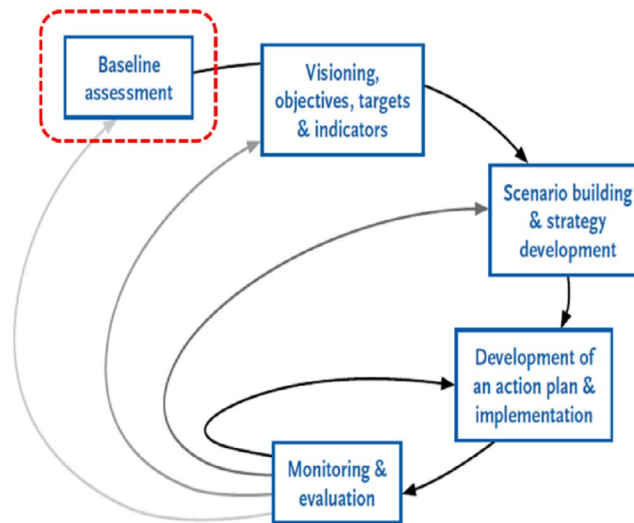 Baseline
assessment
Visioning,
objectives, targets
& indicators
Scenario building
& strategy
development
Development of
an action plan &
implementation
Monitoring &
evaluation